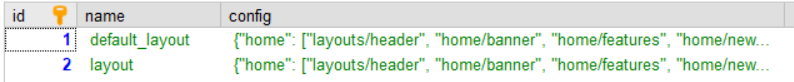 id name config
1 default_layout {"home": ["layouts/header", "home/banner", "home/features", "home/new...
2 layout {"home": ["layouts/header", "home/banner", "home/features", "home/new...